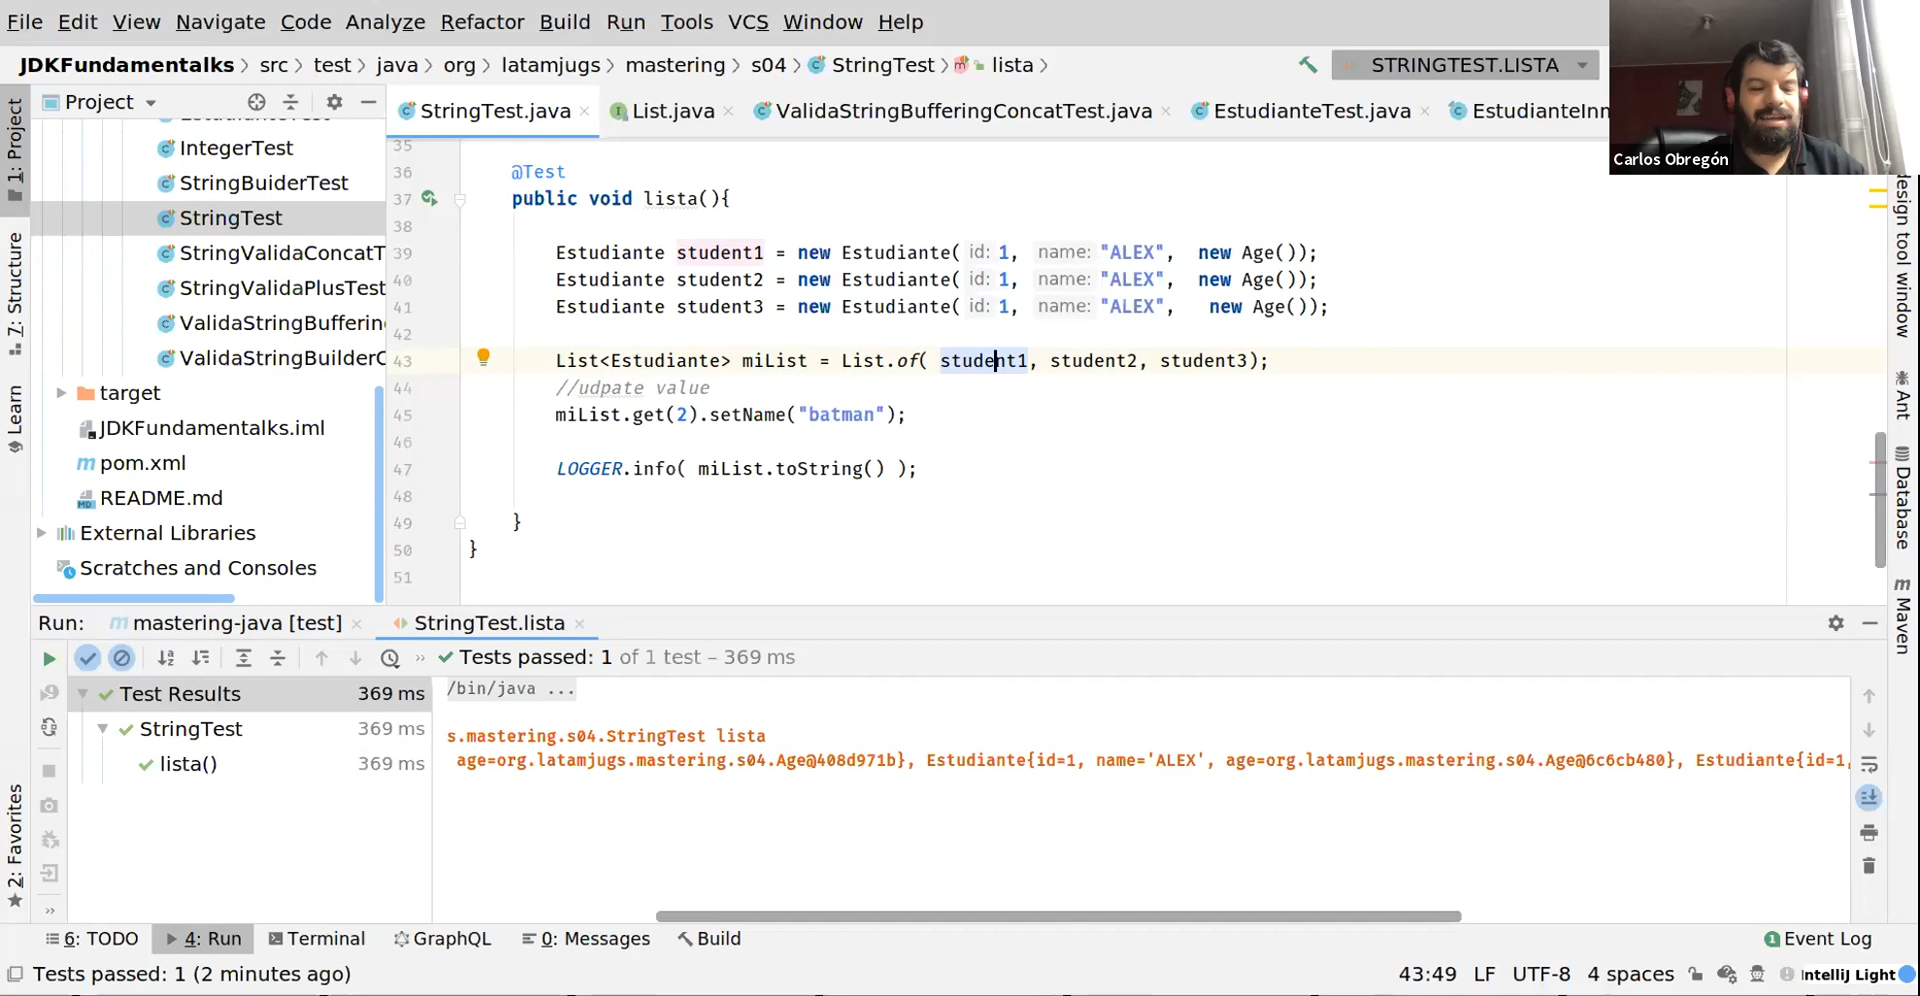 File Edit View Navigate Code Analyze Refactor Build Run Tools VCS Window Help
JDKFundamentalks src test java org latamjugs mastering s04 StringTest lista
STRINGTEST.LISTA
Carlos Obregón
Project
StringTest.java List.java ValidaStringBufferingConcatTest.java EstudianteTest.java EstudianteInn
1: Project
7: Structure
Learn
2: Favorites
IntegerTest
StringBuiderTest
StringTest
StringValidaConcatT
StringValidaPlusTest
ValidaStringBufferin
ValidaStringBuilderC
target
JDKFundamentalks.iml
pom.xml
README.md
External Libraries
Scratches and Consoles
35
36 @Test
37 public void lista(){
38
39 Estudiante student1 = new Estudiante( id: 1, name: "ALEX", new Age());
40 Estudiante student2 = new Estudiante( id: 1, name: "ALEX", new Age());
41 Estudiante student3 = new Estudiante( id: 1, name: "ALEX", new Age());
42
43 List<Estudiante> miList = List.of( student1, student2, student3);
44 //udpate value
45 miList.get(2).setName("batman");
46
47 LOGGER.info( miList.toString() );
48
49 }
50 }
51
design tool window
Ant
Database
Maven
Run: mastering-java [test] StringTest.lista
Tests passed: 1 of 1 test – 369 ms
Test Results 369 ms
StringTest 369 ms
lista() 369 ms
/bin/java ...
s.mastering.s04.StringTest lista
age=org.latamjugs.mastering.s04.Age@408d971b}, Estudiante{id=1, name='ALEX', age=org.latamjugs.mastering.s04.Age@6c6cb480}, Estudiante{id=1,
6: TODO 4: Run Terminal GraphQL 0: Messages Build 1 Event Log
Tests passed: 1 (2 minutes ago) 43:49 LF UTF-8 4 spaces IntelliJ Light